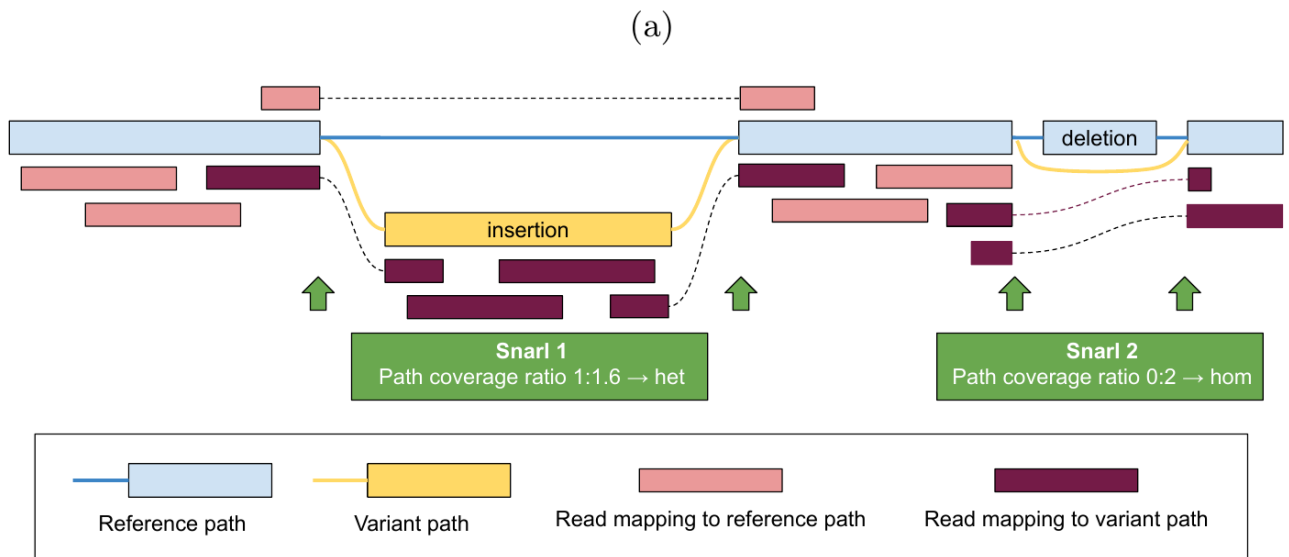 (a)
deletion
insertion
Snarl 1
Path coverage ratio 1:1.6 → het
Snarl 2
Path coverage ratio 0:2 → hom
Reference path
Variant path
Read mapping to reference path
Read mapping to variant path